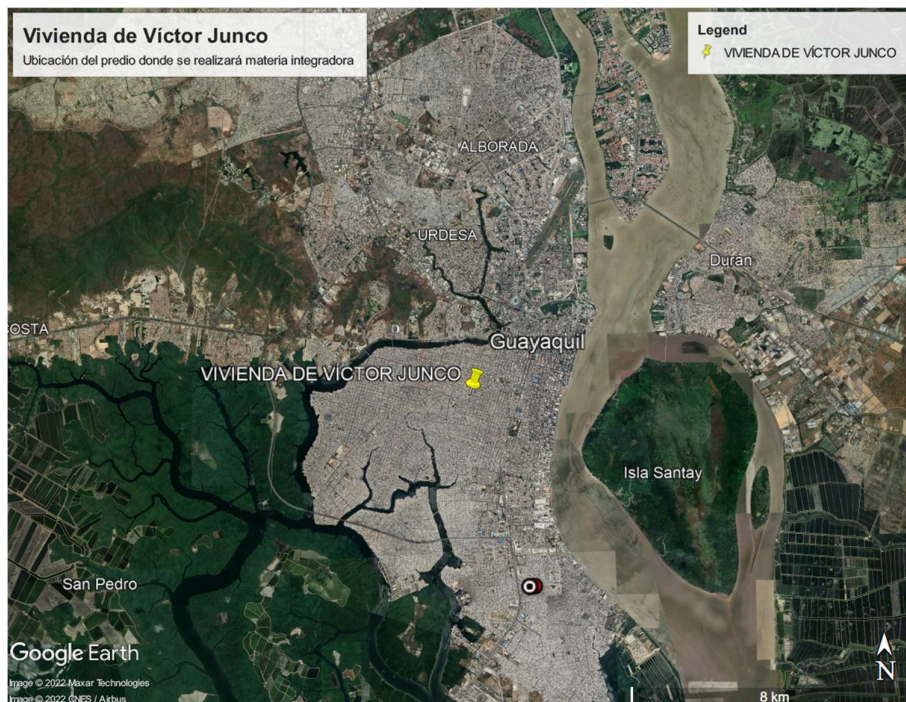 Vivienda de Víctor Junco
Ubicación del predio donde se realizará materia integradora
Legend
VIVIENDA DE VÍCTOR JUNCO
ALBORADA
URDESA
Duran
COSTA
Guayaquil
VIVIENDA DE VÍCTOR JUNCO
Isla Santay
San Pedro
Google Earth
Image © 2022 Maxar Technologies
Image © 2022 CNES / Airbus
N
8 km